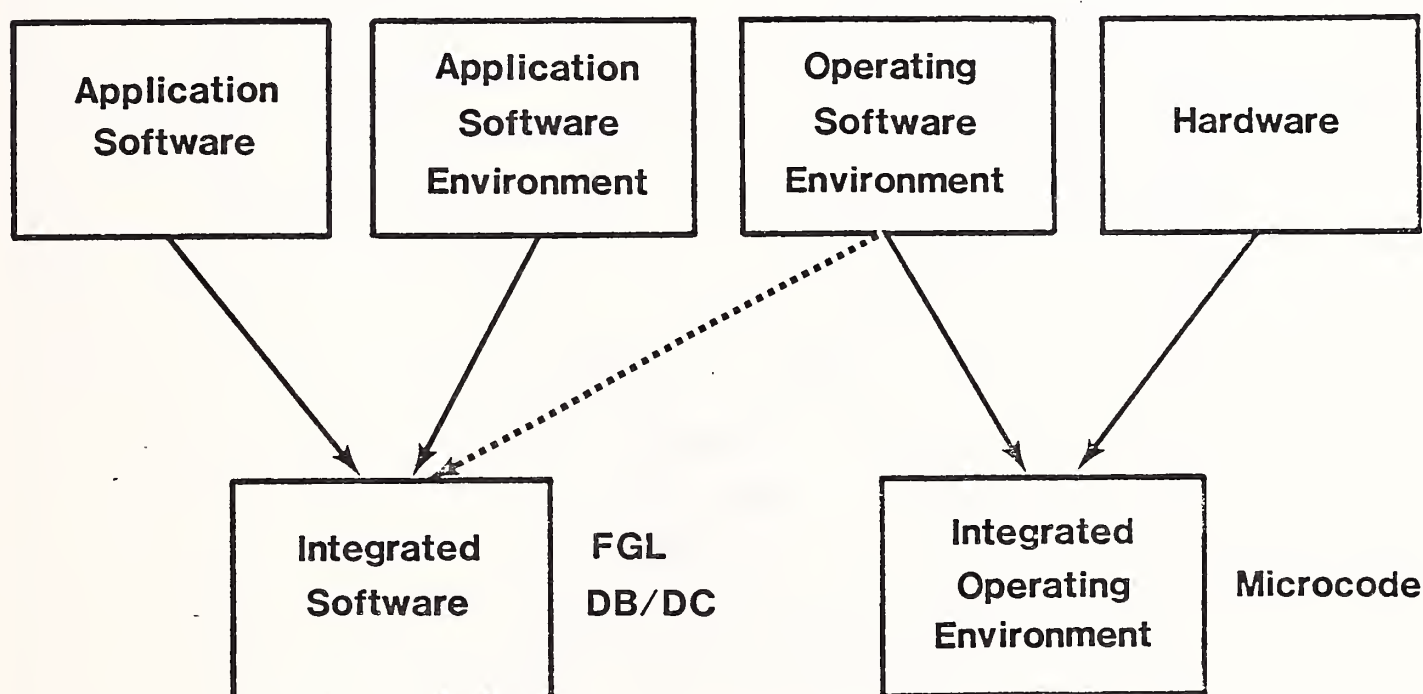 Application
Software
Application
Software
Environment
Operating
Software
Environment
Hardware
Integrated
Software
FGL
DB/DC
Integrated
Operating
Environment
Microcode